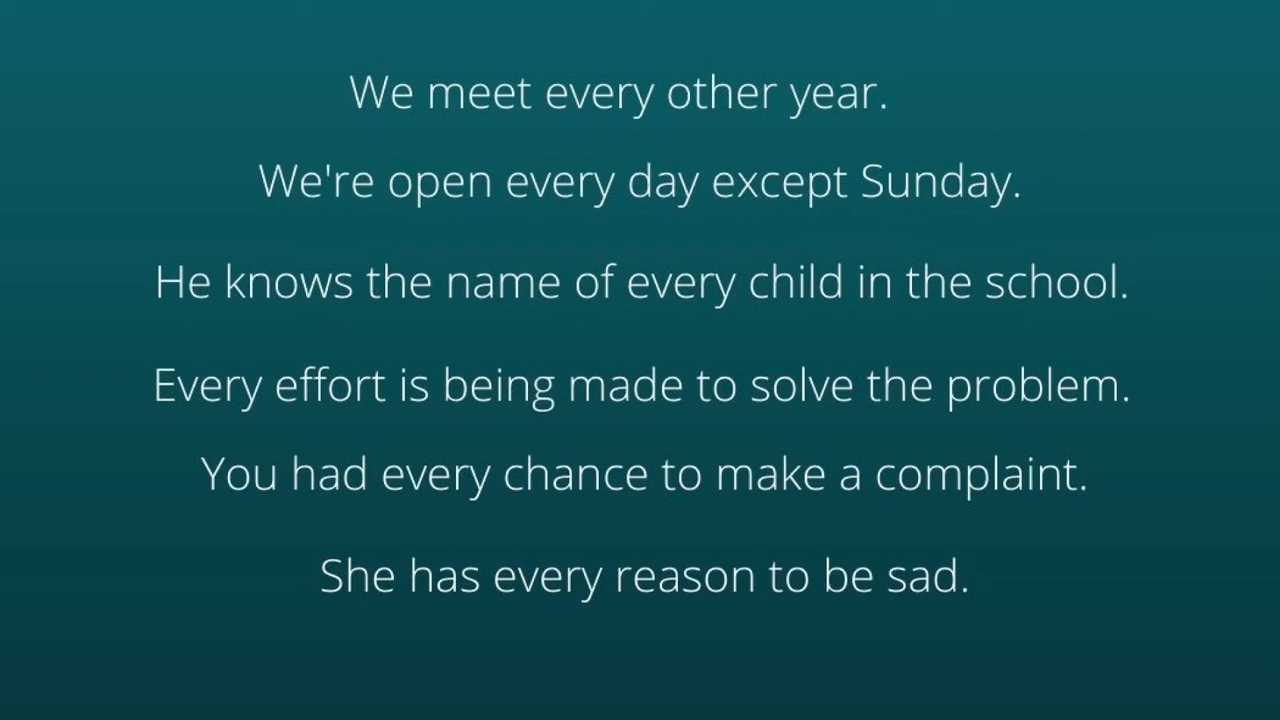 We meet every other year.
We're open every day except Sunday.
He knows the name of every child in the school.
Every effort is being made to solve the problem.
You had every chance to make a complaint.
She has every reason to be sad.